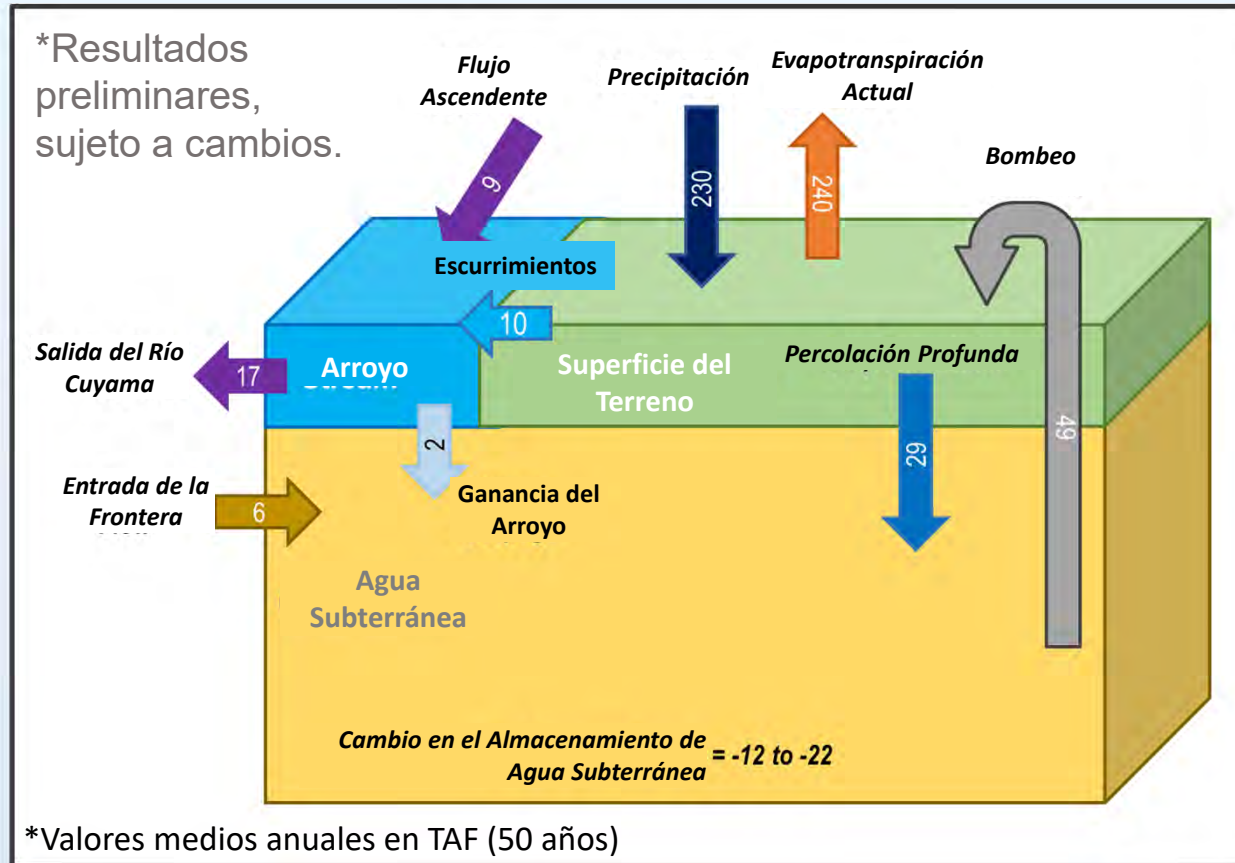 *Resultados
preliminares,
sujeto a cambios.
Flujo
Ascendente
Precipitación
Evapotranspiración
Actual
Bombeo
9
230
240
Escurrimientos
10
Salida del Río
Cuyama
17
Arroyo
Superficie del
Terreno
Percolación Profunda
2
29
49
Entrada de la
Frontera
6
Ganancia del
Arroyo
Agua
Subterránea
Cambio en el Almacenamiento de
Agua Subterránea
= -12 to -22
*Valores medios anuales en TAF (50 años)